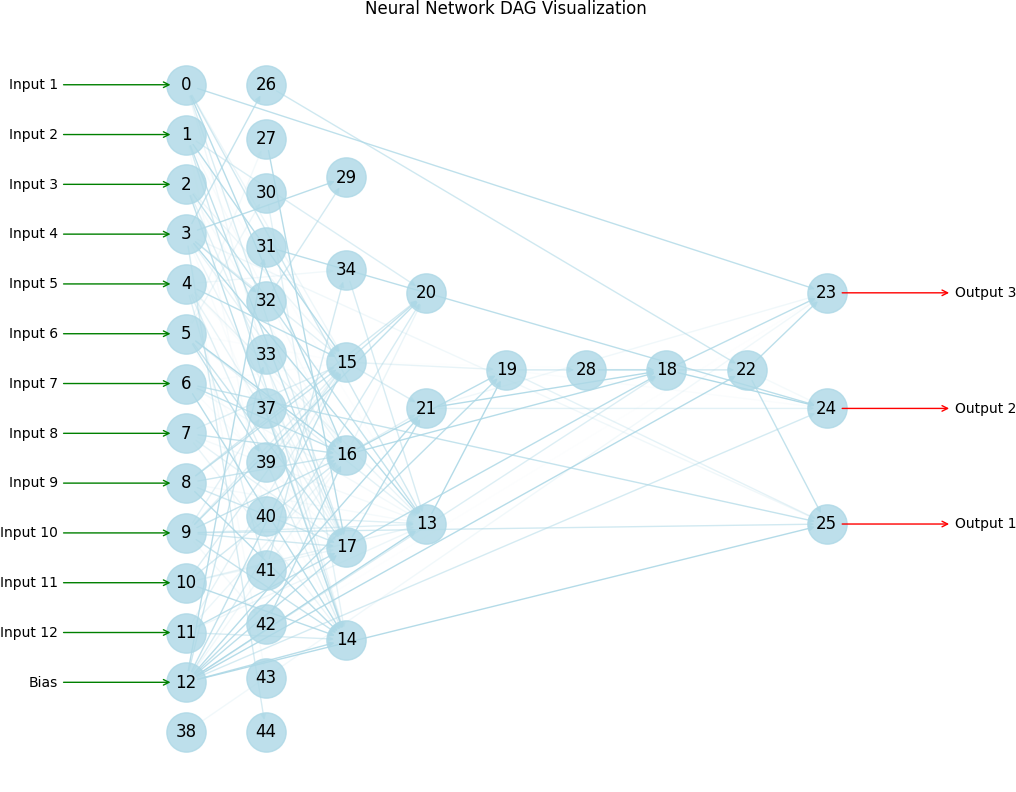 Neural Network DAG Visualization
Input 1
0
26
Input 2
1
27
Input 3
2
30
29
Input 4
3
31
34
Input 5
4
32
20
23
Output 3
Input 6
5
33
15
19
28
18
22
Input 7
6
37
21
24
Output 2
Input 8
7
39
16
Input 9
8
40
13
25
Output 1
Input 10
9
41
17
Input 11
10
42
14
Input 12
11
43
Bias
12
38
44